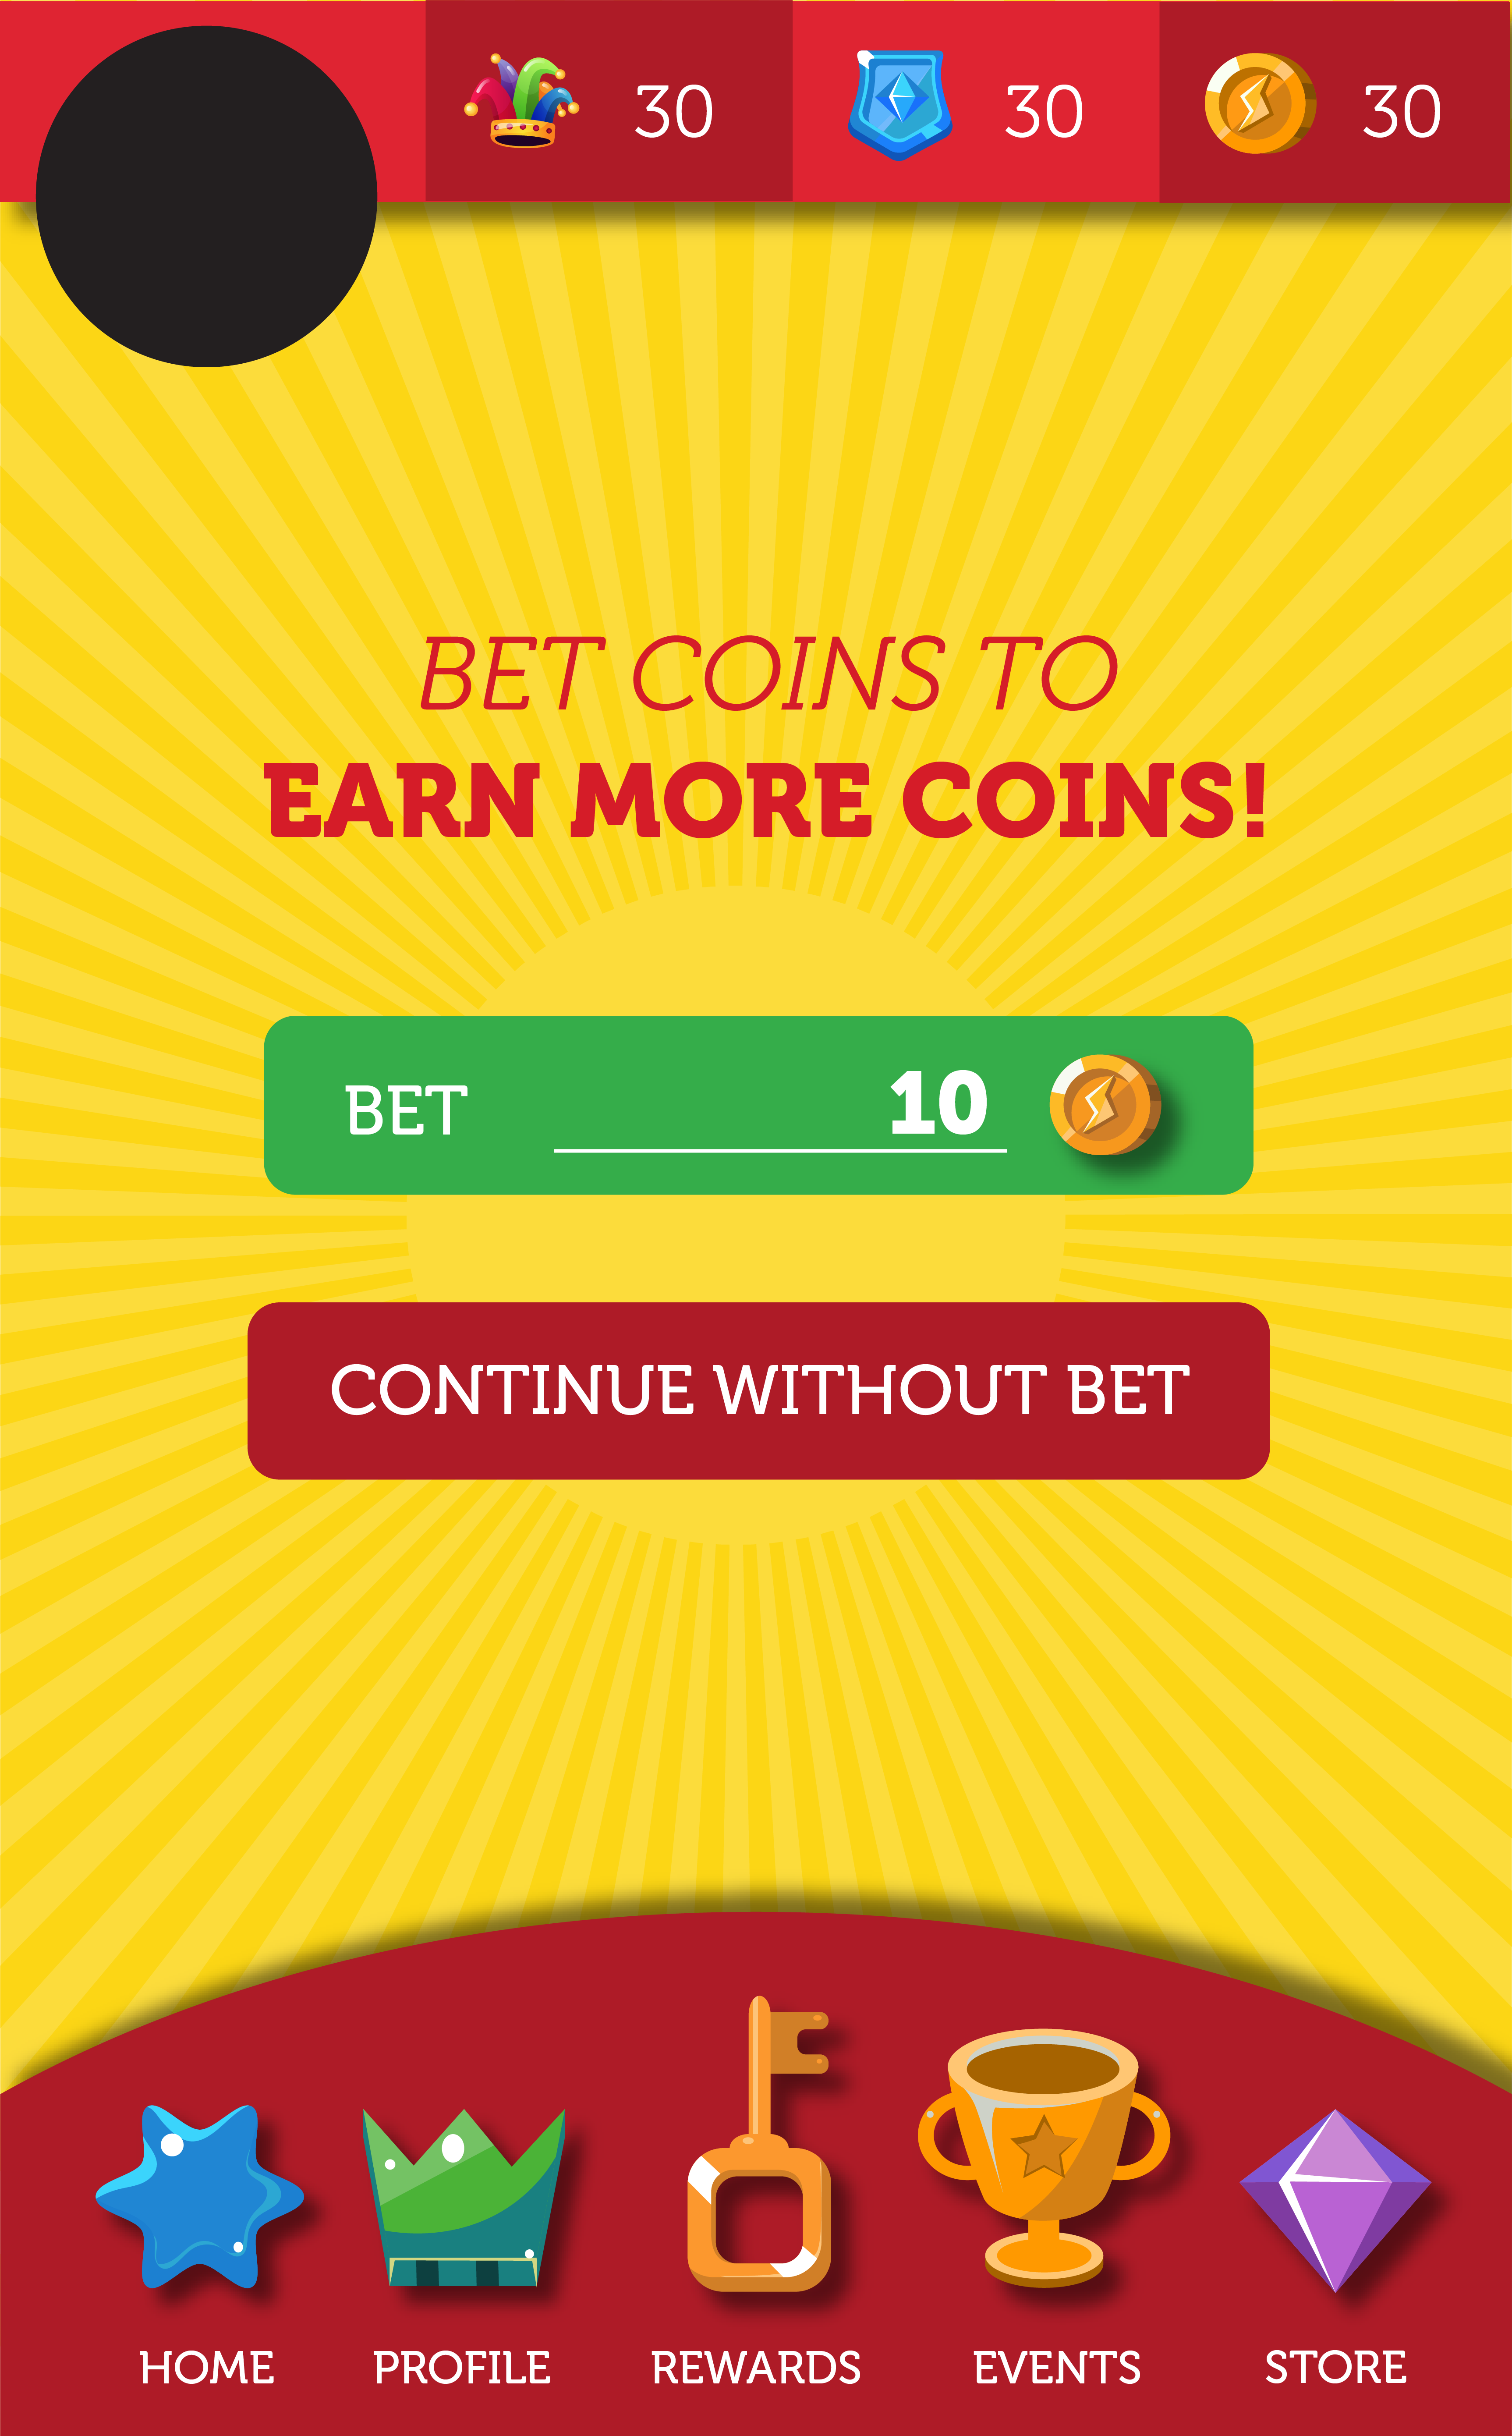 30 30 30
BET COINS TO
EARN MORE COINS!
BET 10
CONTINUE WITHOUT BET
HOME PROFILE REWARDS EVENTS STORE